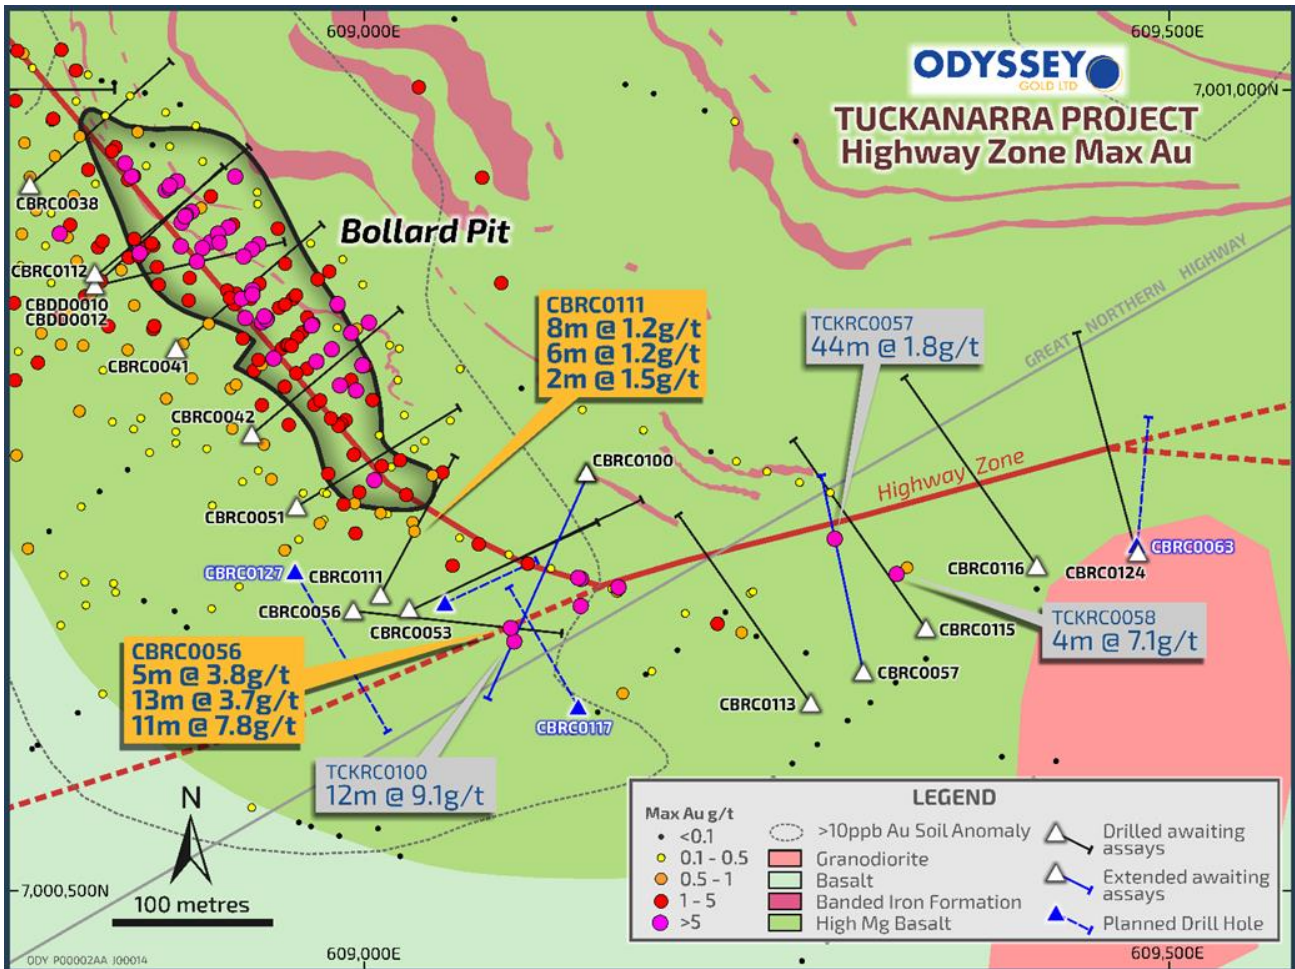 609,000E
609,500E
ODYSSEY
GOLD LTD
7,001,000N
TUCKANARRA PROJECT
Highway Zone Max Au
CBRC0038
Bollard Pit
CBRC0112
CBDD0010
CBDD0012
CBRC0041
CBRC0042
CBRC0111
8m @ 1.2g/t
6m @ 1.2g/t
2m @ 1.5g/t
TCKRC0057
44m @ 1.8g/t
GREAT NORTHERN HIGHWAY
CBRC0100
Highway Zone
CBRC0051
CBRC0127
CBRC0111
CBRC0056
CBRC0053
CBRC0116
CBRC0124
CBRC0063
CBRC0115
TCKRC0058
4m @ 7.1g/t
CBRC0057
CBRC0113
CBRC0117
CBRC0056
5m @ 3.8g/t
13m @ 3.7g/t
11m @ 7.8g/t
TCKRC0100
12m @ 9.1g/t
N
100 metres
7,000,500N
LEGEND
Max Au g/t
<0.1
0.1 - 0.5
0.5 - 1
1 - 5
>5
>10ppb Au Soil Anomaly
Granodiorite
Basalt
Banded Iron Formation
High Mg Basalt
Drilled awaiting
assays
Extended awaiting
assays
Planned Drill Hole
609,000E
609,500E
ODY P00002AA J00014